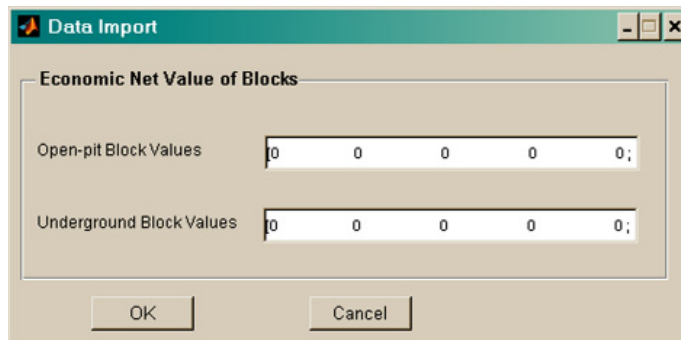 Data Import
Economic Net Value of Blocks
Open-pit Block Values [0 0 0 0 0;
Underground Block Values [0 0 0 0 0;
OK Cancel